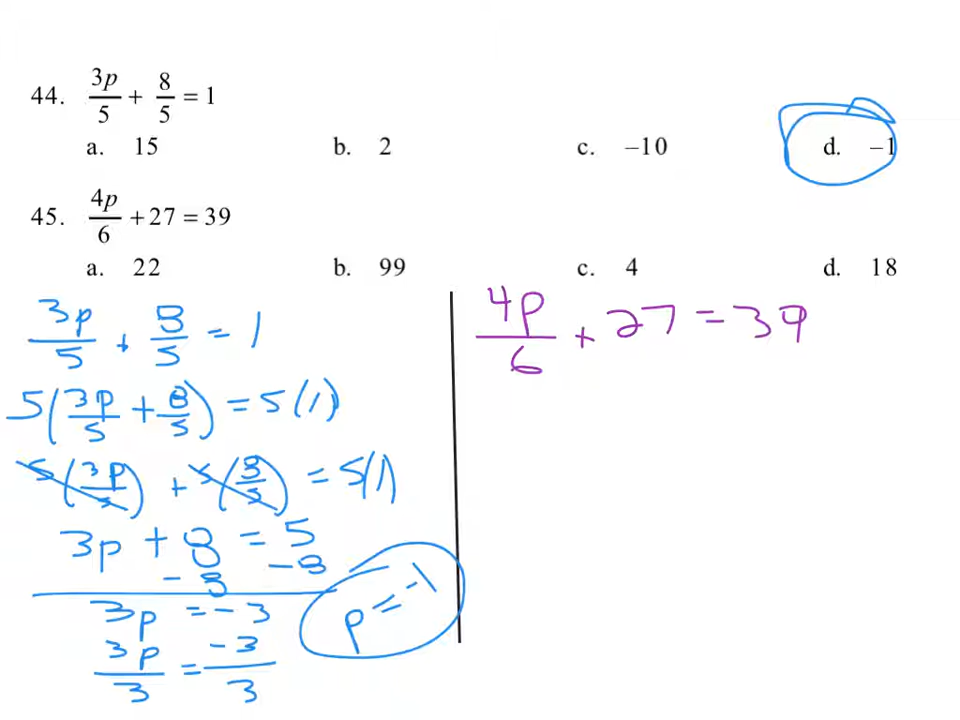 44. 3p/5 + 8/5 = 1
a. 15 b. 2 c. –10 d. –1
45. 4p/6 + 27 = 39
a. 22 b. 99 c. 4 d. 18
3p/5 + 8/5 = 1
5(3p/5 + 8/5) = 5(1)
5(3p/5) + 5(8/5) = 5(1)
3p + 8 = 5
- 8 - 8
3p = -3
3p/3 = -3/3
p = -1
4p/6 + 27 = 39